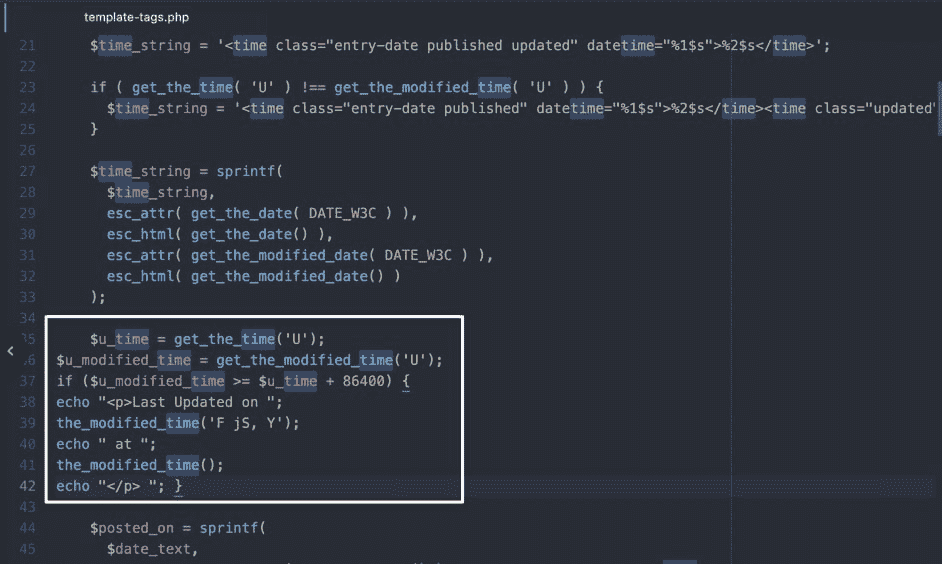 template-tags.php
21 $time_string = '<time class="entry-date published updated" datetime="%1$s">%2$s</time>';
22
23 if ( get_the_time( 'U' ) !== get_the_modified_time( 'U' ) ) {
24 $time_string = '<time class="entry-date published" datetime="%1$s">%2$s</time><time class="updated"
25 }
26
27 $time_string = sprintf(
28 $time_string,
29 esc_attr( get_the_date( DATE_W3C ) ),
30 esc_html( get_the_date() ),
31 esc_attr( get_the_modified_date( DATE_W3C ) ),
32 esc_html( get_the_modified_date() )
33 );
34
35 $u_time = get_the_time('U');
36 $u_modified_time = get_the_modified_time('U');
37 if ($u_modified_time >= $u_time + 86400) {
38 echo "<p>Last Updated on ";
39 the_modified_time('F jS, Y');
40 echo " at ";
41 the_modified_time();
42 echo "</p> "; }
43
44 $posted_on = sprintf(
45 $date_text,